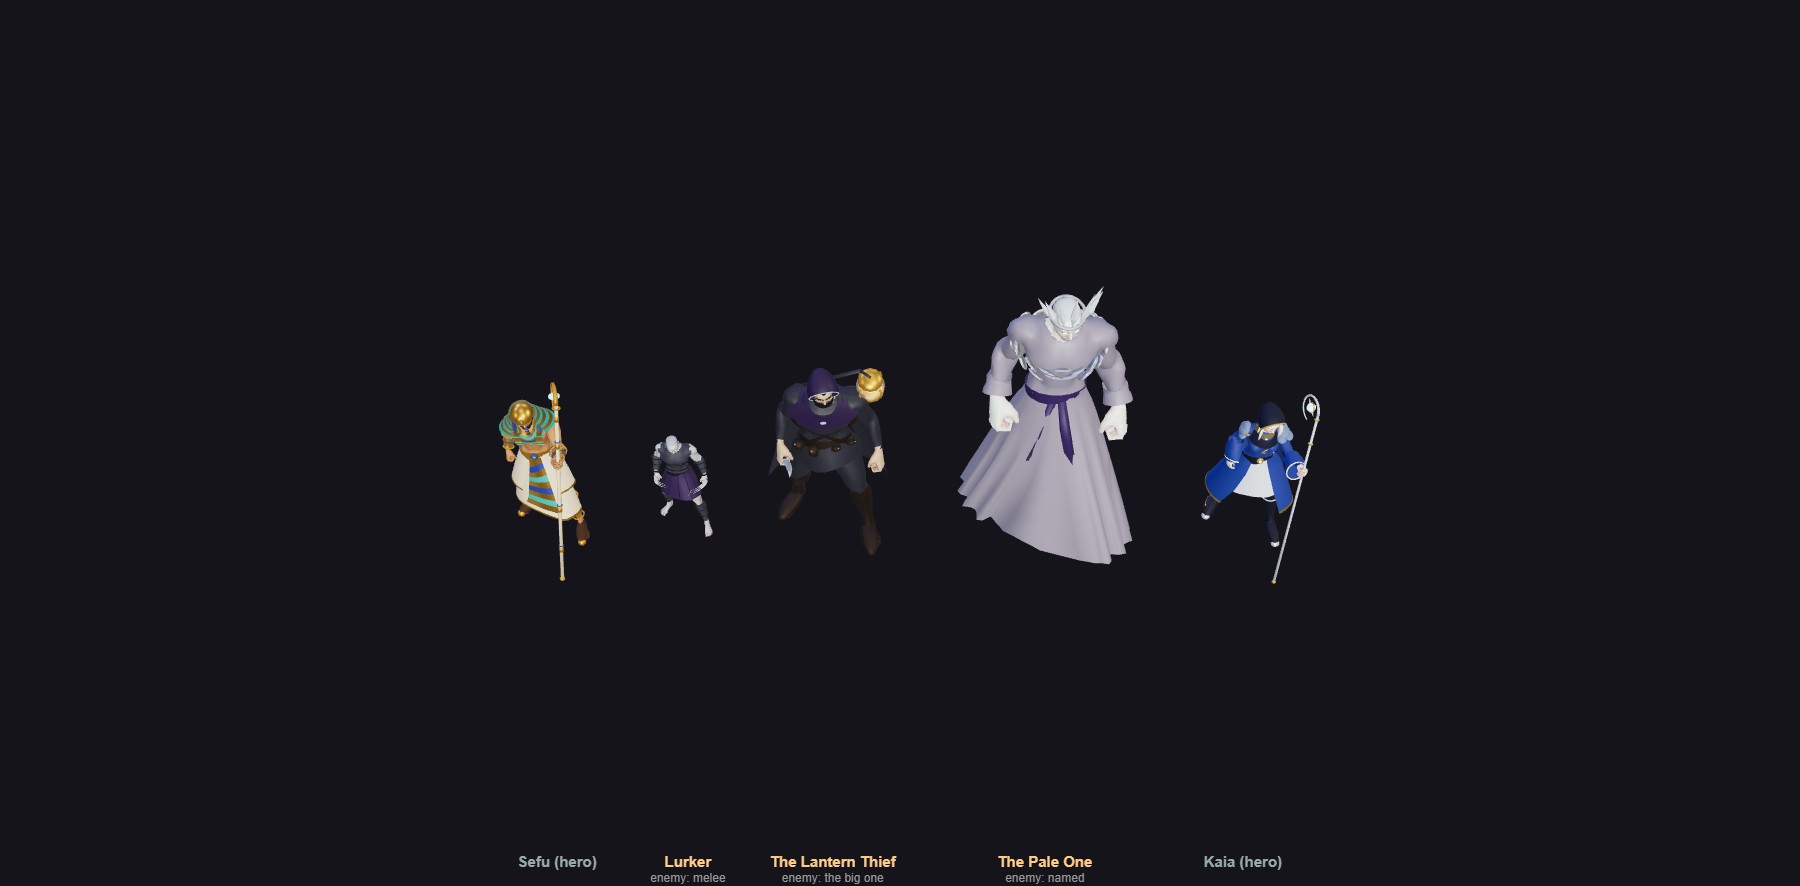 Sefu (hero)
Lurker
enemy: melee
The Lantern Thief
enemy: the big one
The Pale One
enemy: named
Kaia (hero)